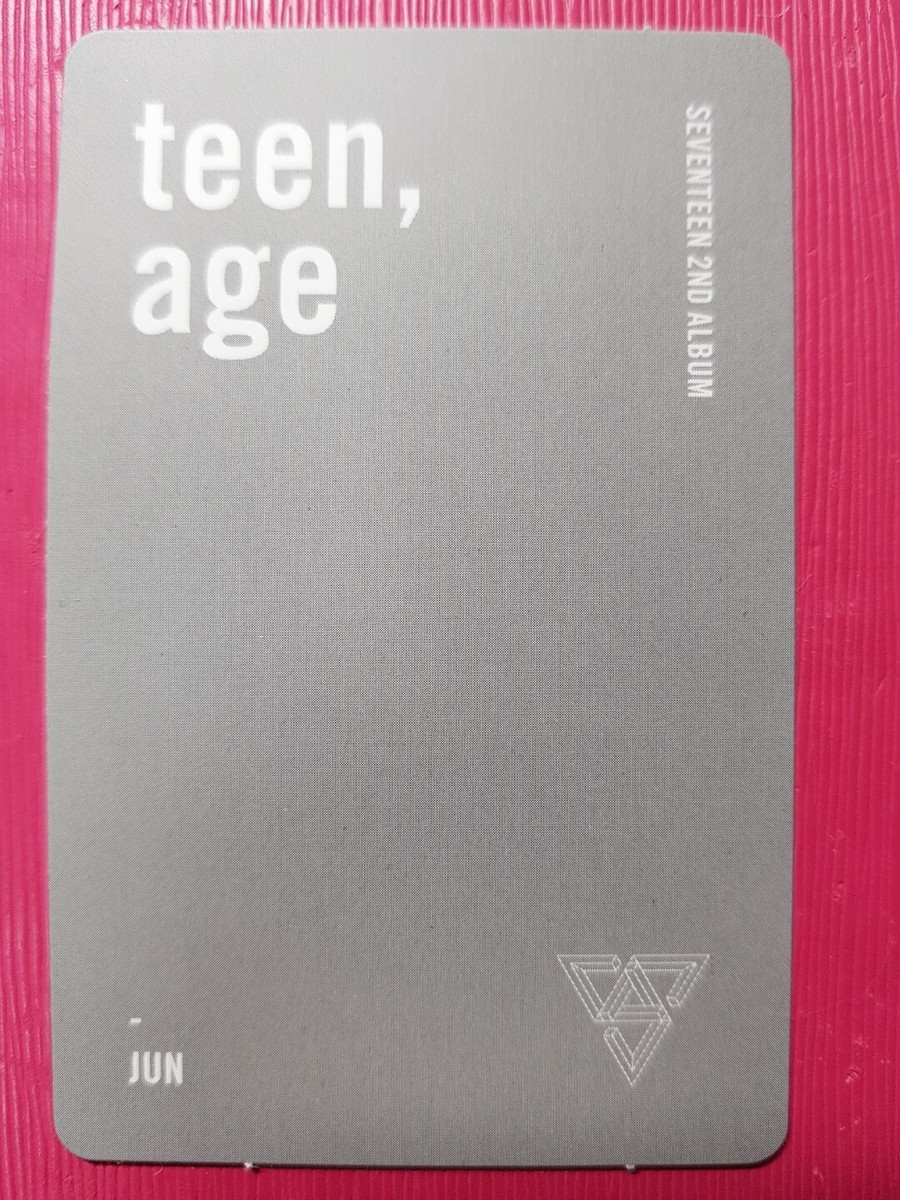 teen,
age
SEVENTEEN 2ND ALBUM
-
JUN